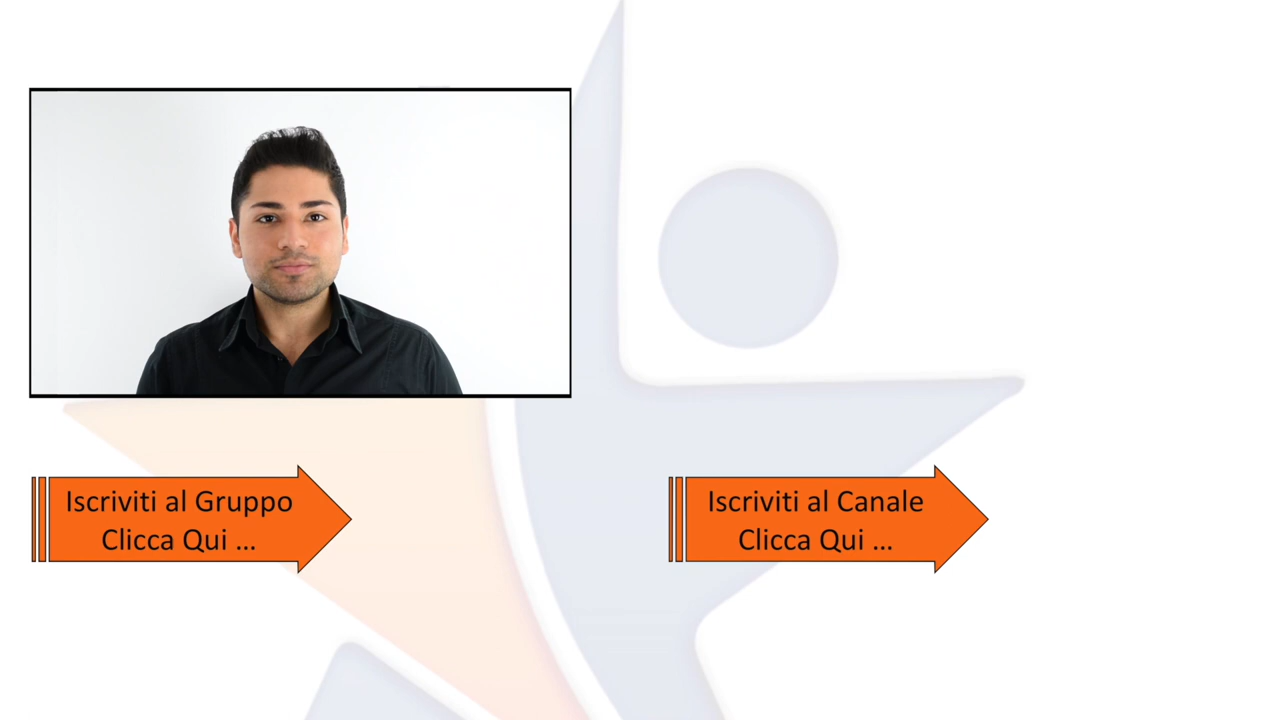 Iscriviti al Gruppo
Clicca Qui ...
Iscriviti al Canale
Clicca Qui ...